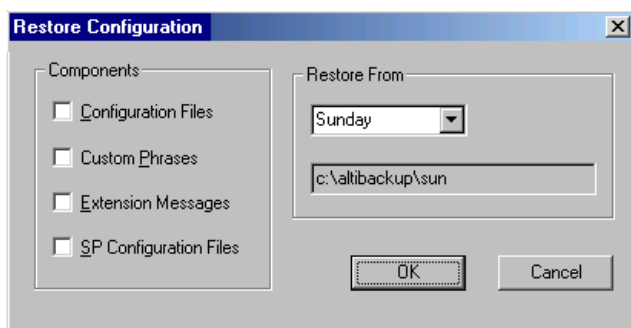 Restore Configuration
Components
Configuration Files
Custom Phrases
Extension Messages
SP Configuration Files
Restore From
Sunday
c:\altibackup\sun
OK
Cancel